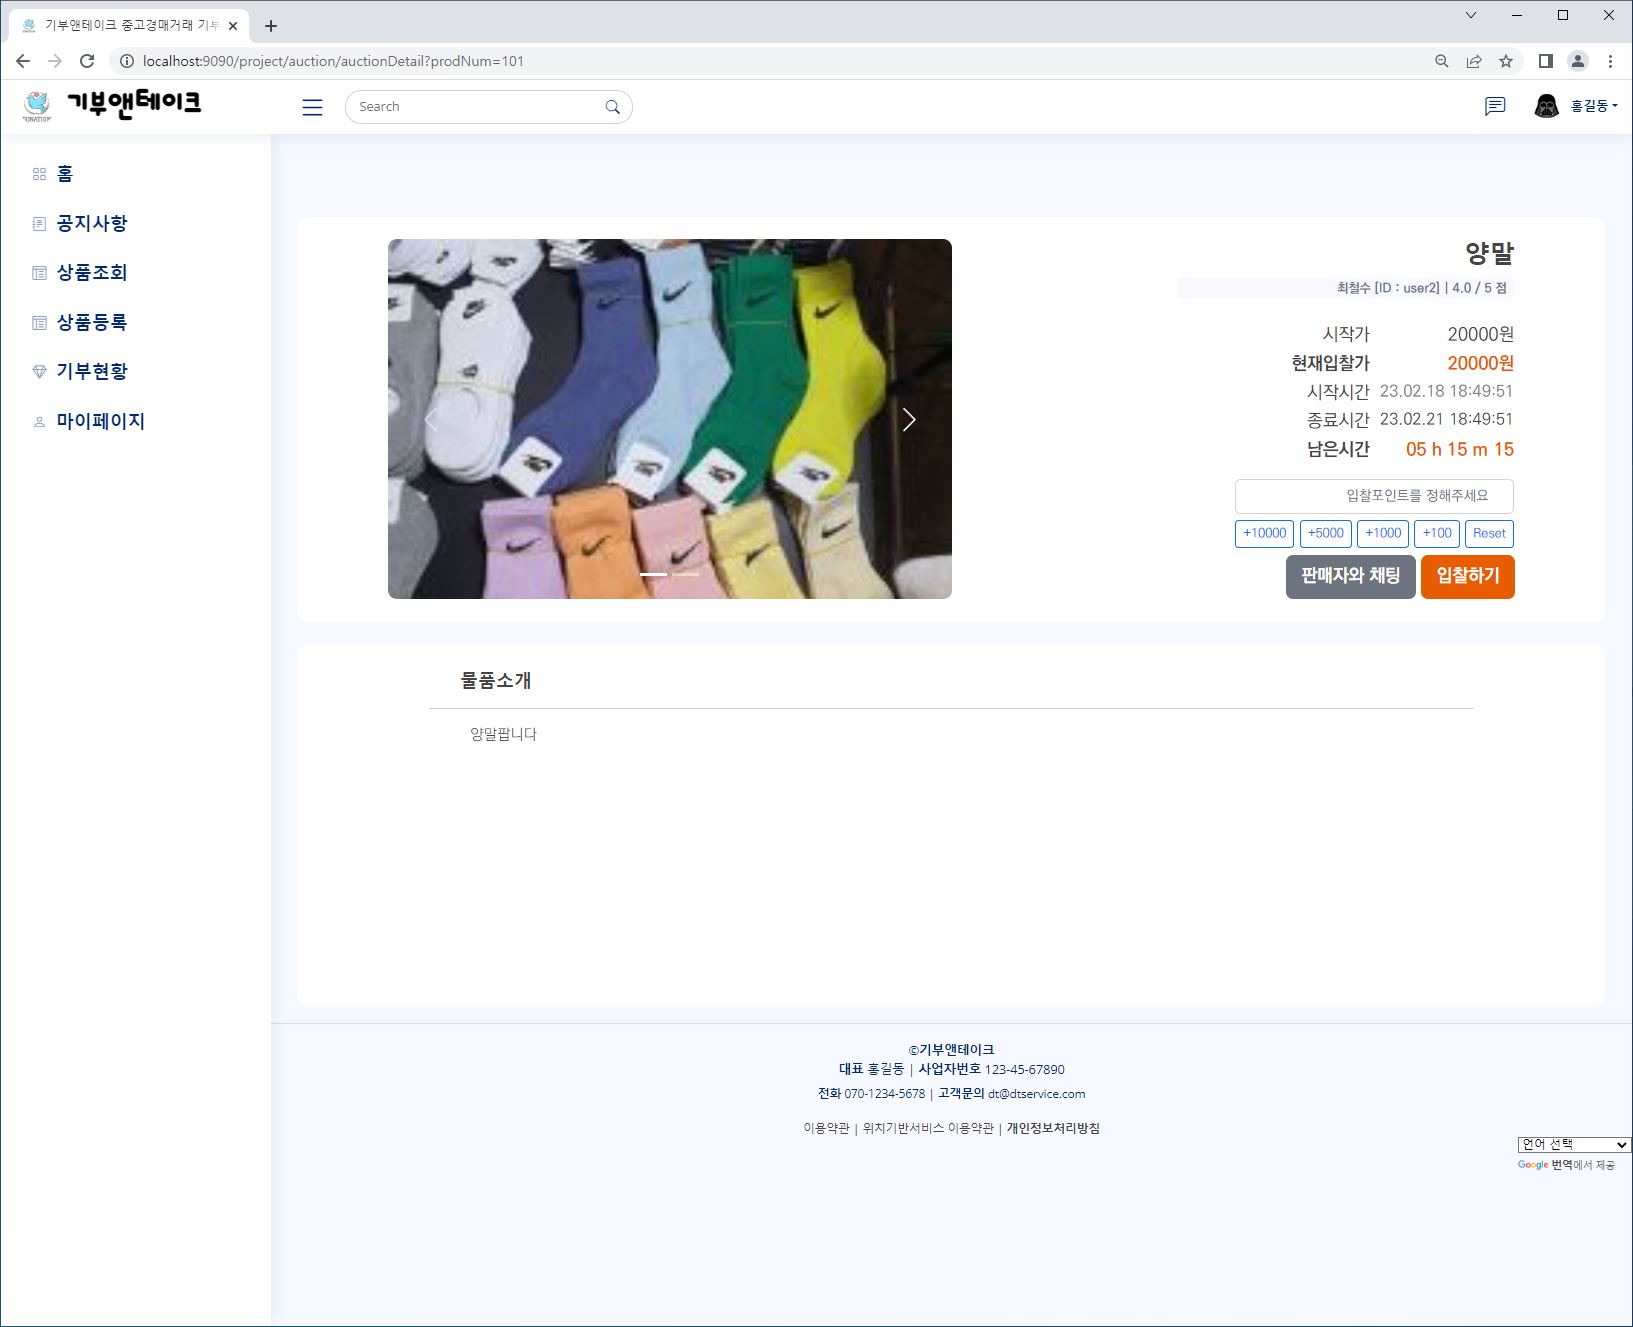 기부앤테이크 중고경매거래 기부
localhost:9090/project/auction/auctionDetail?prodNum=101
기부앤테이크
Search
홍길동
홈
공지사항
상품조회
상품등록
기부현황
마이페이지
양말
최철수 [ID : user2] | 4.0 / 5 점
시작가 20000원
현재입찰가 20000원
시작시간 23.02.18 18:49:51
종료시간 23.02.21 18:49:51
남은시간 05 h 15 m 15
입찰포인트를 정해주세요
+10000 +5000 +1000 +100 Reset
판매자와 채팅 입찰하기
물품소개
양말팝니다
©기부앤테이크
대표 홍길동 | 사업자번호 123-45-67890
전화 070-1234-5678 | 고객문의 dt@dtservice.com
이용약관 | 위치기반서비스 이용약관 | 개인정보처리방침
언어 선택
Google 번역에서 제공